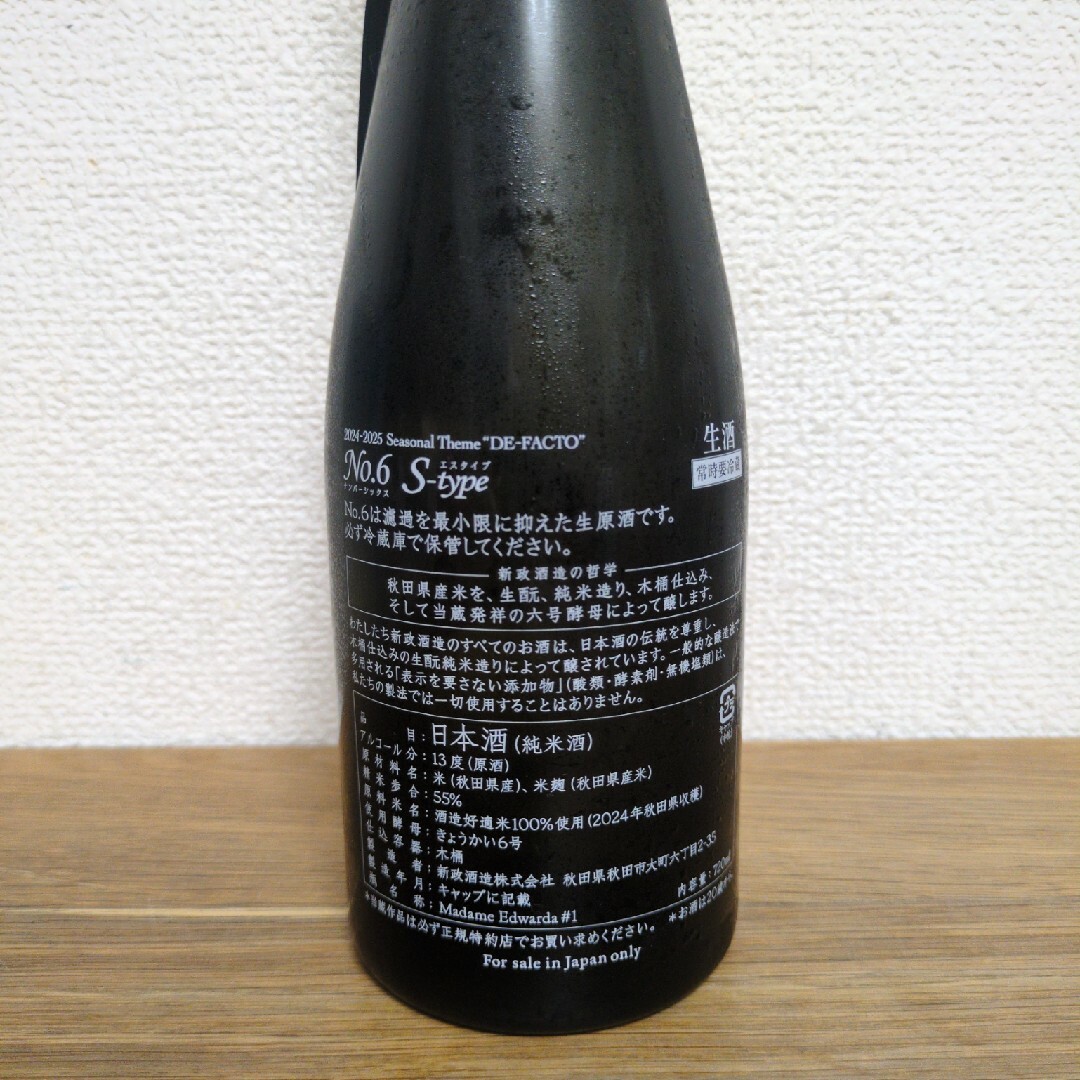 2024-2025 Seasonal Theme "DE-FACTO"
生酒
No.6 S-type
エスタイプ
ナンバーシックス
常時要冷蔵
No.6は濾過を最小限に抑えた生原酒です。
必ず冷蔵庫で保管してください。
新政酒造の哲学
秋田県産米を、生酛、純米造り、木桶仕込み、
そして当蔵発祥の六号酵母によって醸します。
わたしたち新政酒造のすべてのお酒は、日本酒の伝統を尊重し、
木桶仕込みの生酛純米造りによって醸されています。一般的な醸造法で
多用される「表示を要さない添加物」(酸類・酵素剤・無機塩類)は、
私たちの製法では一切使用することはありません。
品目:日本酒(純米酒)
アルコール分:13度(原酒)
原材料名:米(秋田県産)、米麹(秋田県産米)
精米歩合:55%
原料米名:酒造好適米100%使用(2024年秋田県収穫)
使用酵母:きょうかい6号
仕込容器:木桶
製造者:新政酒造株式会社 秋田県秋田市大町六丁目2-35
製造年月:キャップに記載
内容量:720ml
瓶名称:Madame Edwarda #1
*お酒は20歳
*当蔵作品は必ず正規特約店でお買い求めください。
For sale in Japan only